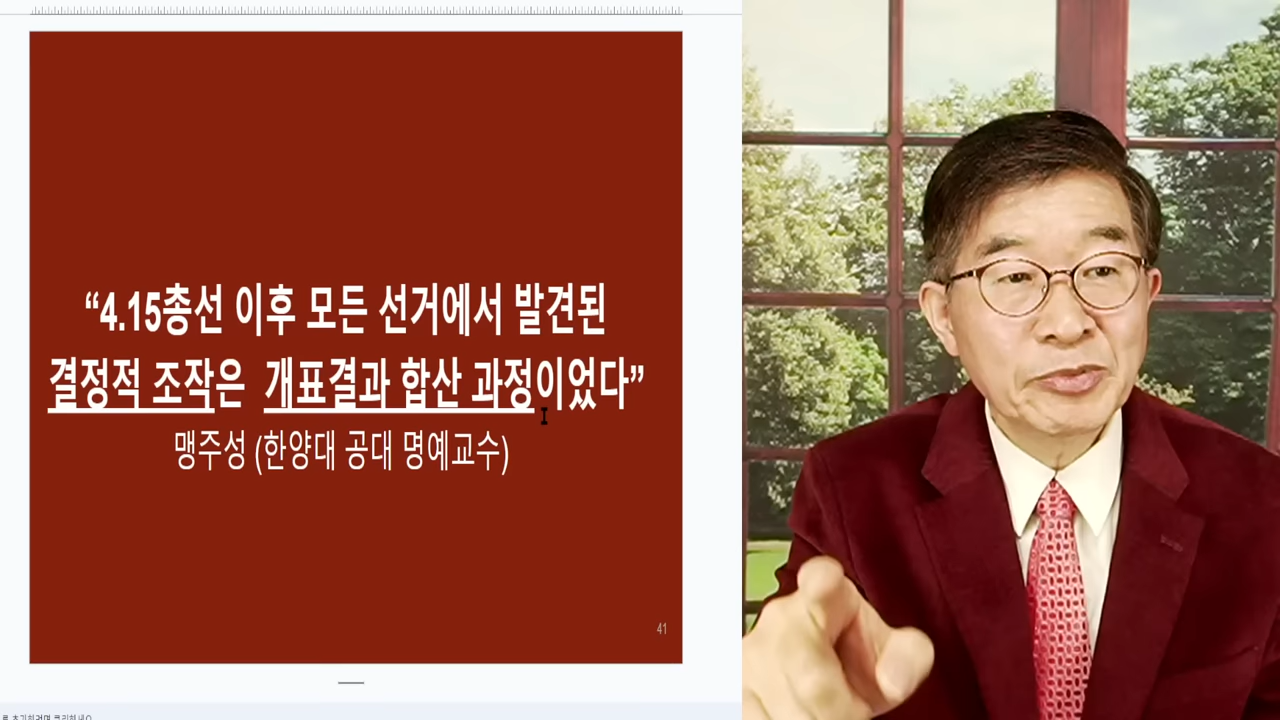 “4.15총선 이후 모든 선거에서 발견된
결정적 조작은 개표결과 합산 과정이었다”
맹주성 (한양대 공대 명예교수)
41